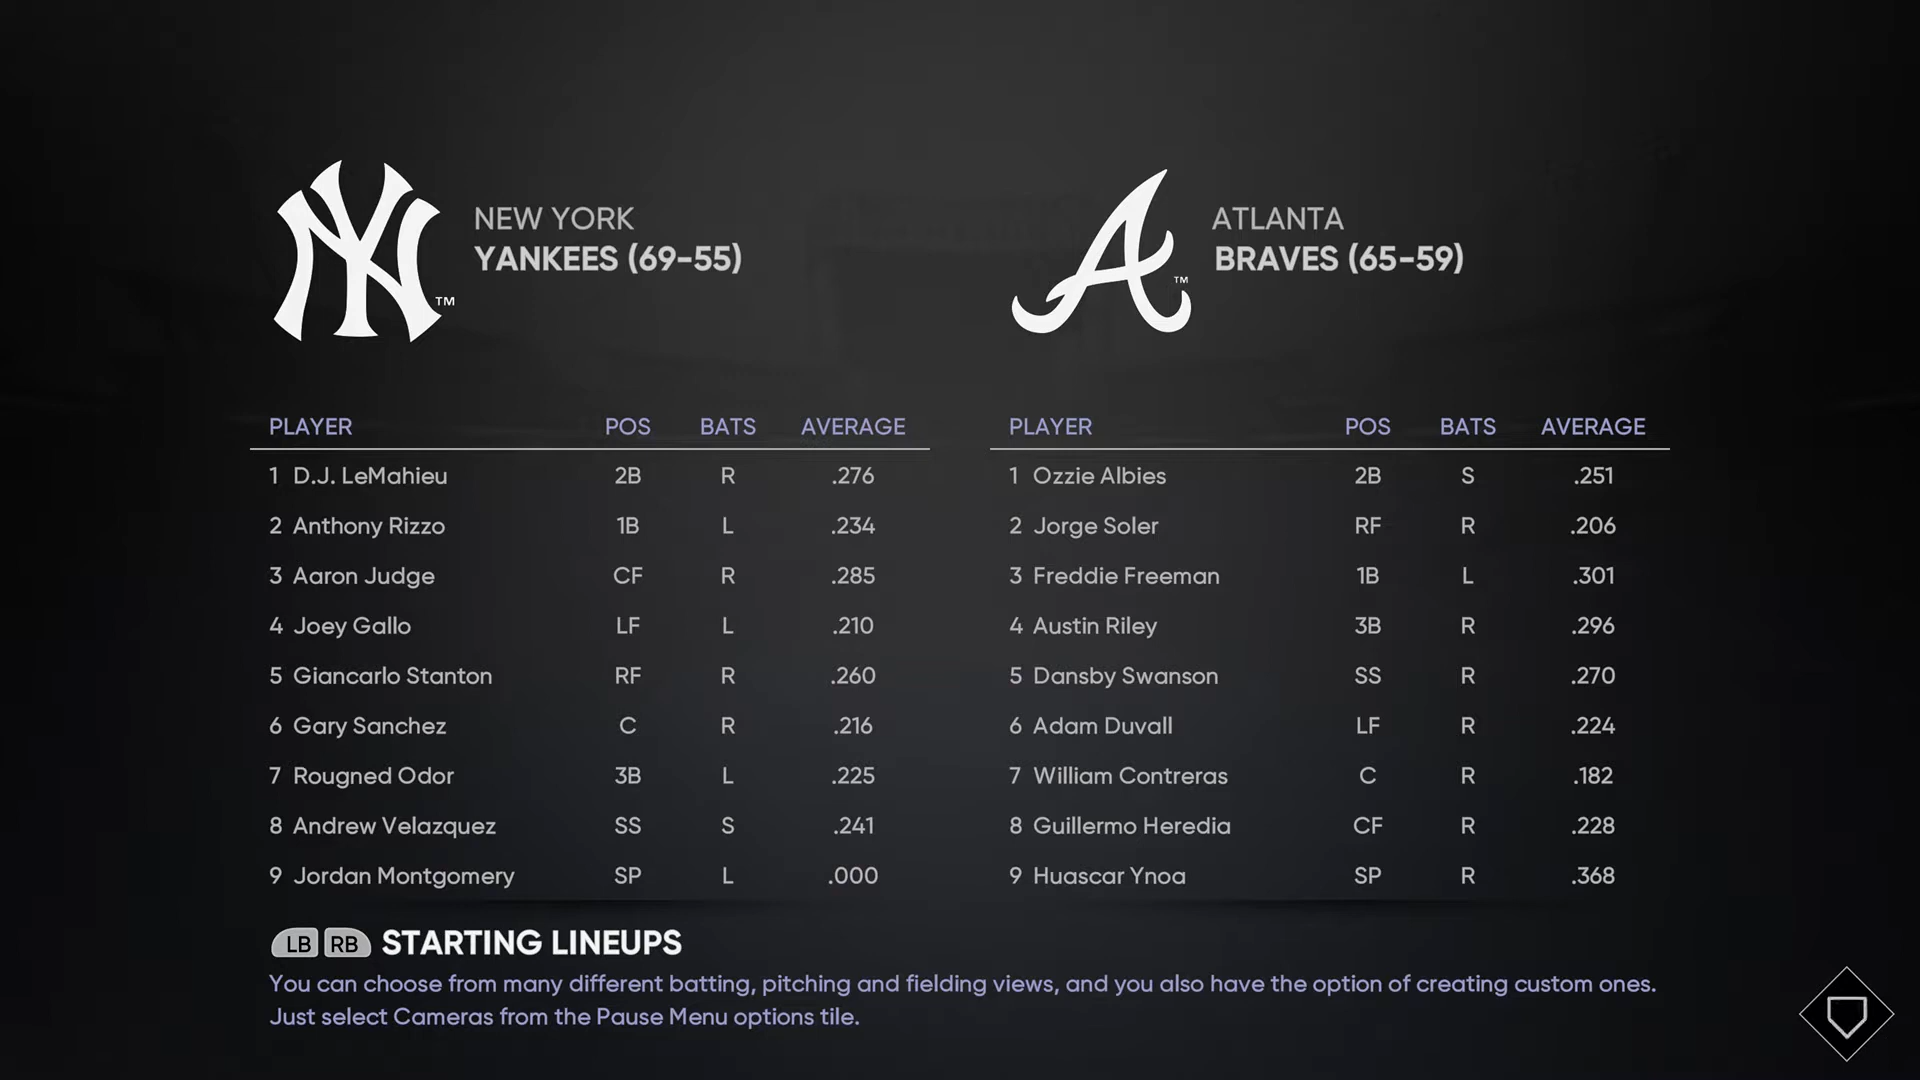 NEW YORK
YANKEES (69-55)
TM
PLAYER POS BATS AVERAGE
1 D.J. LeMahieu 2B R .276
2 Anthony Rizzo 1B L .234
3 Aaron Judge CF R .285
4 Joey Gallo LF L .210
5 Giancarlo Stanton RF R .260
6 Gary Sanchez C R .216
7 Rougned Odor 3B L .225
8 Andrew Velazquez SS S .241
9 Jordan Montgomery SP L .000
ATLANTA
BRAVES (65-59)
TM
PLAYER POS BATS AVERAGE
1 Ozzie Albies 2B S .251
2 Jorge Soler RF R .206
3 Freddie Freeman 1B L .301
4 Austin Riley 3B R .296
5 Dansby Swanson SS R .270
6 Adam Duvall LF R .224
7 William Contreras C R .182
8 Guillermo Heredia CF R .228
9 Huascar Ynoa SP R .368
LB RB STARTING LINEUPS
You can choose from many different batting, pitching and fielding views, and you also have the option of creating custom ones.
Just select Cameras from the Pause Menu options tile.